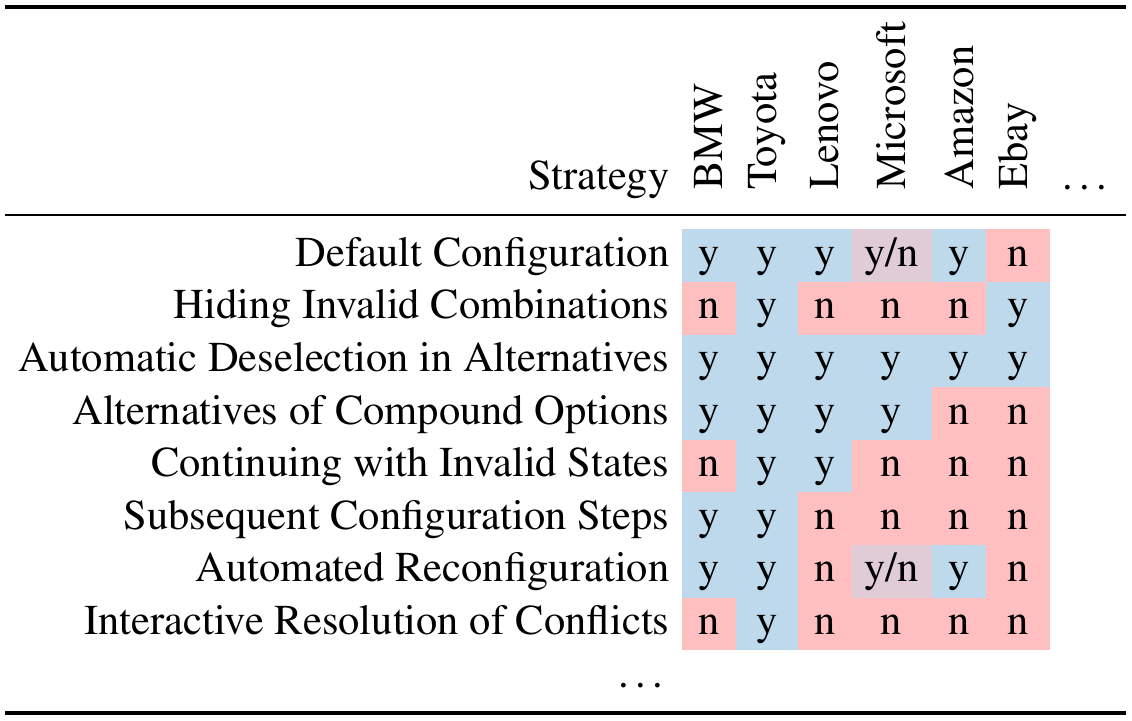 Strategy BMW Toyota Lenovo Microsoft Amazon Ebay ...
Default Configuration y y y y/n y n
Hiding Invalid Combinations n y n n n y
Automatic Deselection in Alternatives y y y y y y
Alternatives of Compound Options y y y y n n
Continuing with Invalid States n y y n n n
Subsequent Configuration Steps y y n n n n
Automated Reconfiguration y y n y/n y n
Interactive Resolution of Conflicts n y n n n n
...